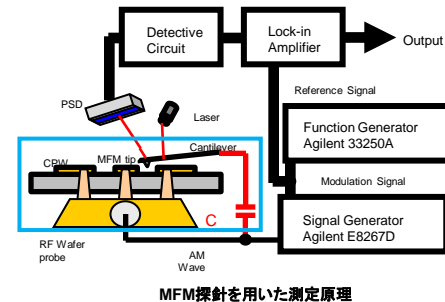 Detective
Circuit
Lock-in
Amplifier
Output
PSD
Laser
Reference Signal
Cantilever
MFM tip
CPW
Function Generator
Agilent 33250A
Modulation Signal
C
Signal Generator
Agilent E8267D
RF Wafer
probe
AM
Wave
MFM探針を用いた測定原理